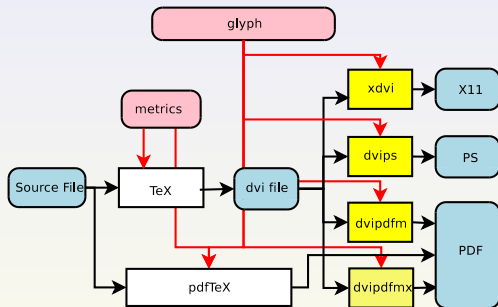 glyph
xdvi
X11
metrics
dvips
PS
Source File
TeX
dvi file
dvipdfm
PDF
pdfTeX
dvipdfmx